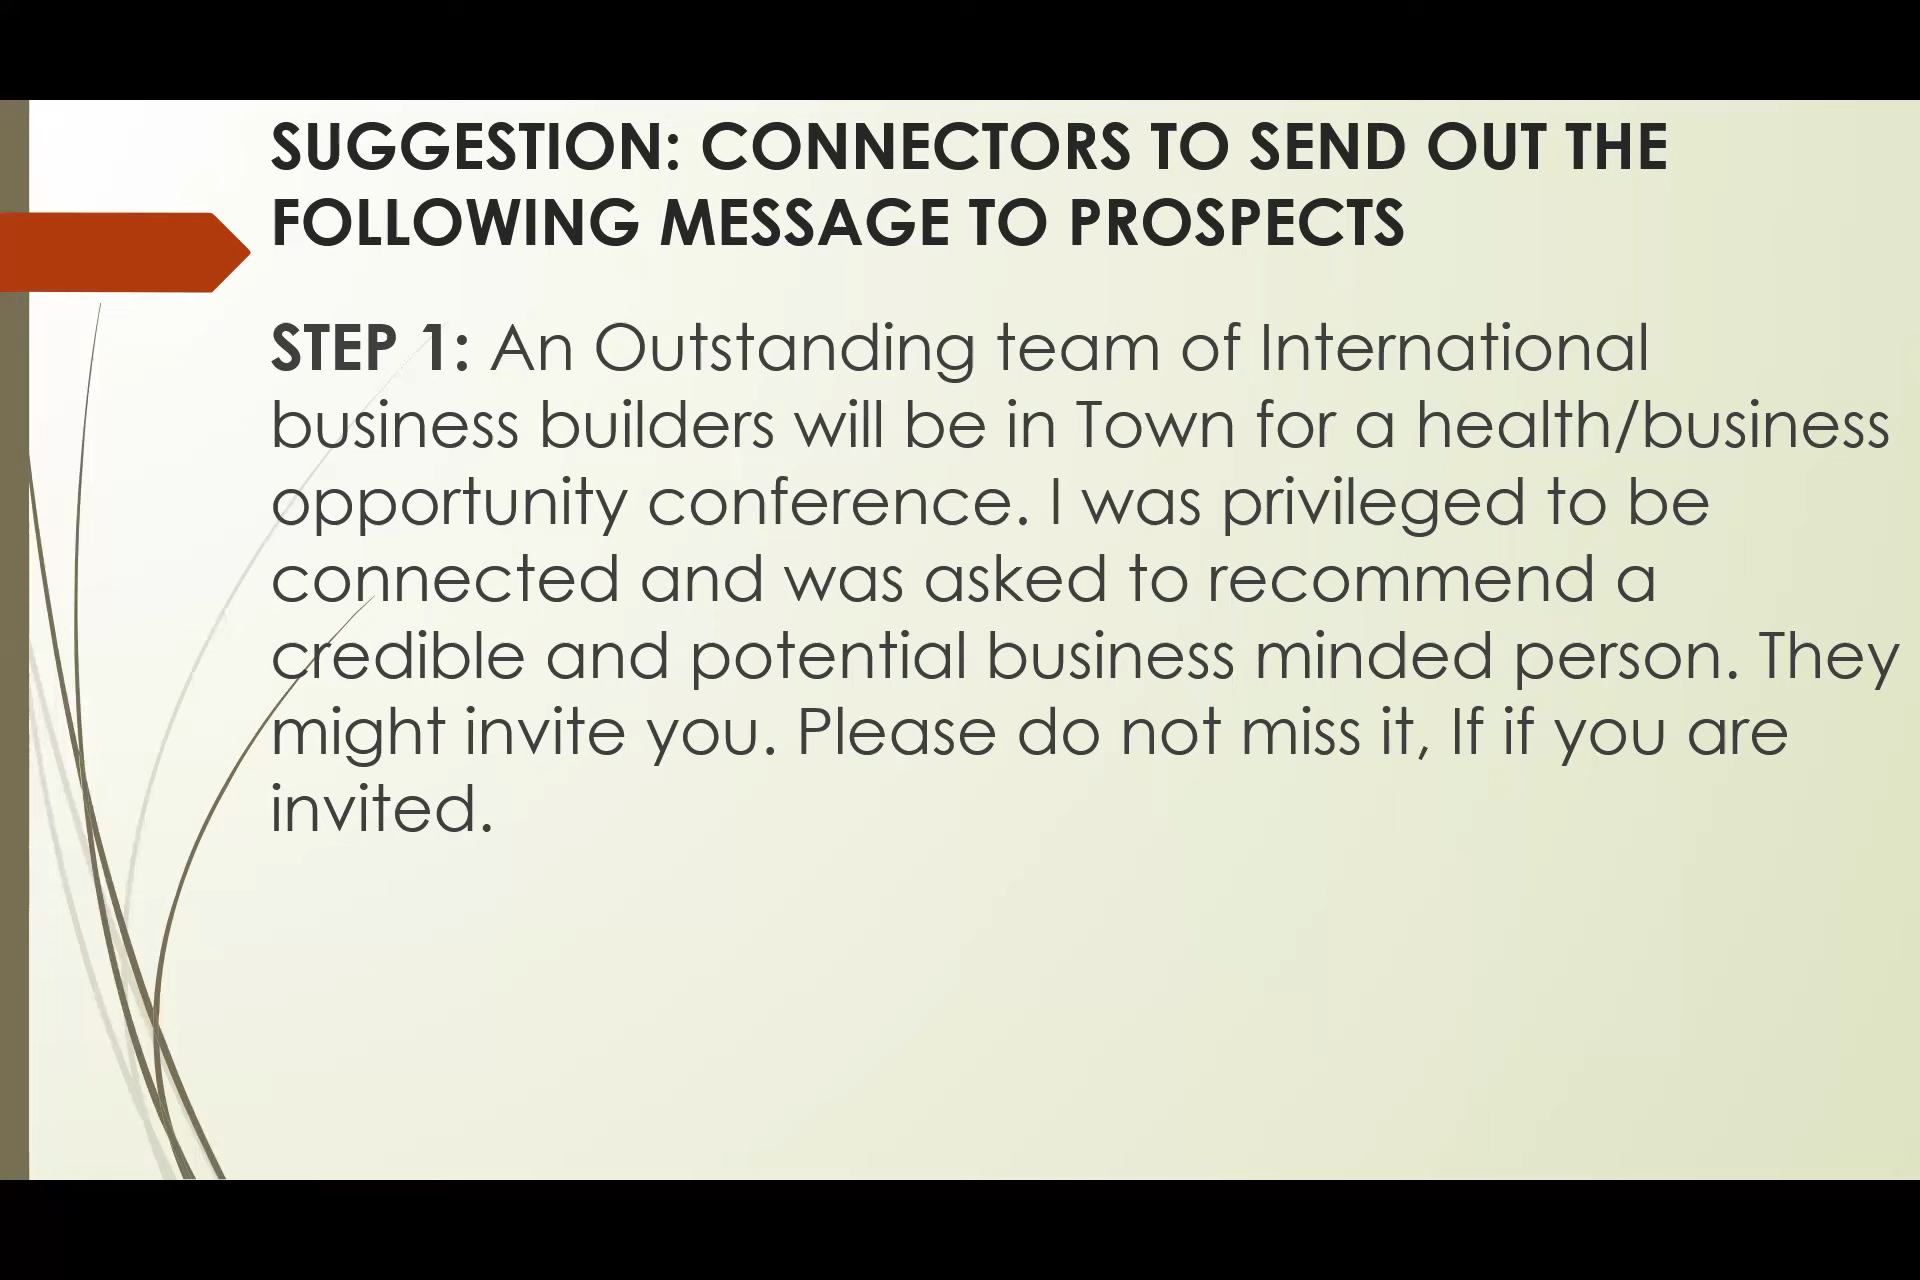 SUGGESTION: CONNECTORS TO SEND OUT THE
FOLLOWING MESSAGE TO PROSPECTS
STEP 1: An Outstanding team of International
business builders will be in Town for a health/business
opportunity conference. I was privileged to be
connected and was asked to recommend a
credible and potential business minded person. They
might invite you. Please do not miss it, If if you are
invited.